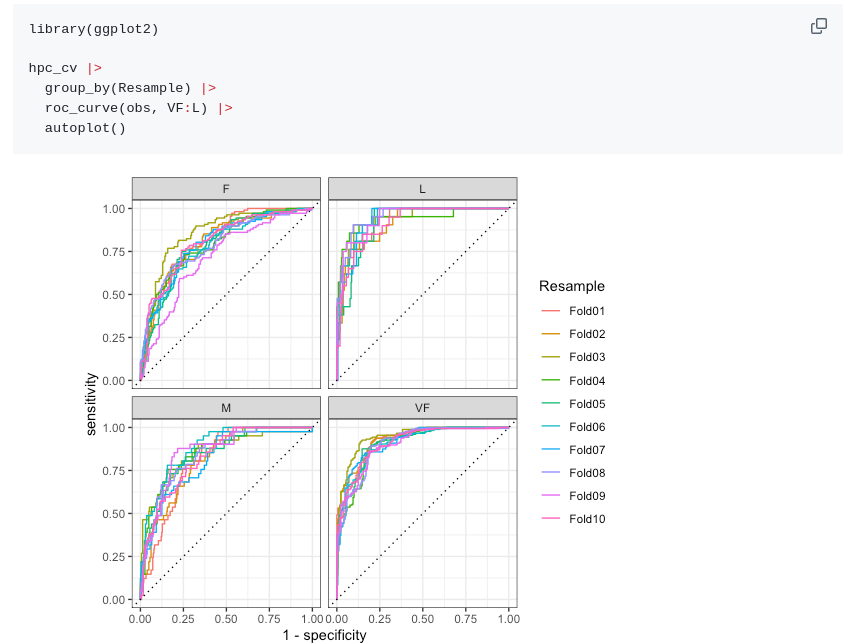 library(ggplot2)
hpc_cv |>
group_by(Resample) |>
roc_curve(obs, VF:L) |>
autoplot()
F
L
1.00
0.75
0.50
0.25
0.00
M
VF
1.00
0.75
0.50
0.25
0.00
0.00 0.25 0.50 0.75 1.00 0.00 0.25 0.50 0.75 1.00
sensitivity
1 - specificity
Resample
Fold01
Fold02
Fold03
Fold04
Fold05
Fold06
Fold07
Fold08
Fold09
Fold10